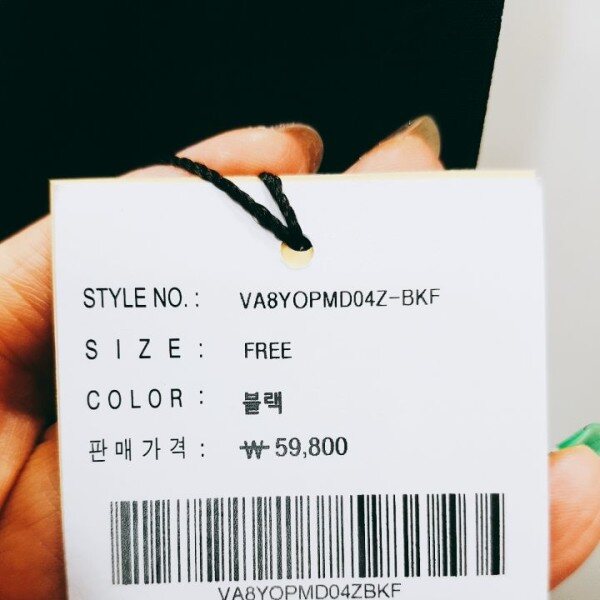 STYLE NO. : VA8YOPMD04Z-BKF
SIZE : FREE
COLOR : 블랙
판매가격 : ₩ 59,800
VA8YOPMD04ZBKF